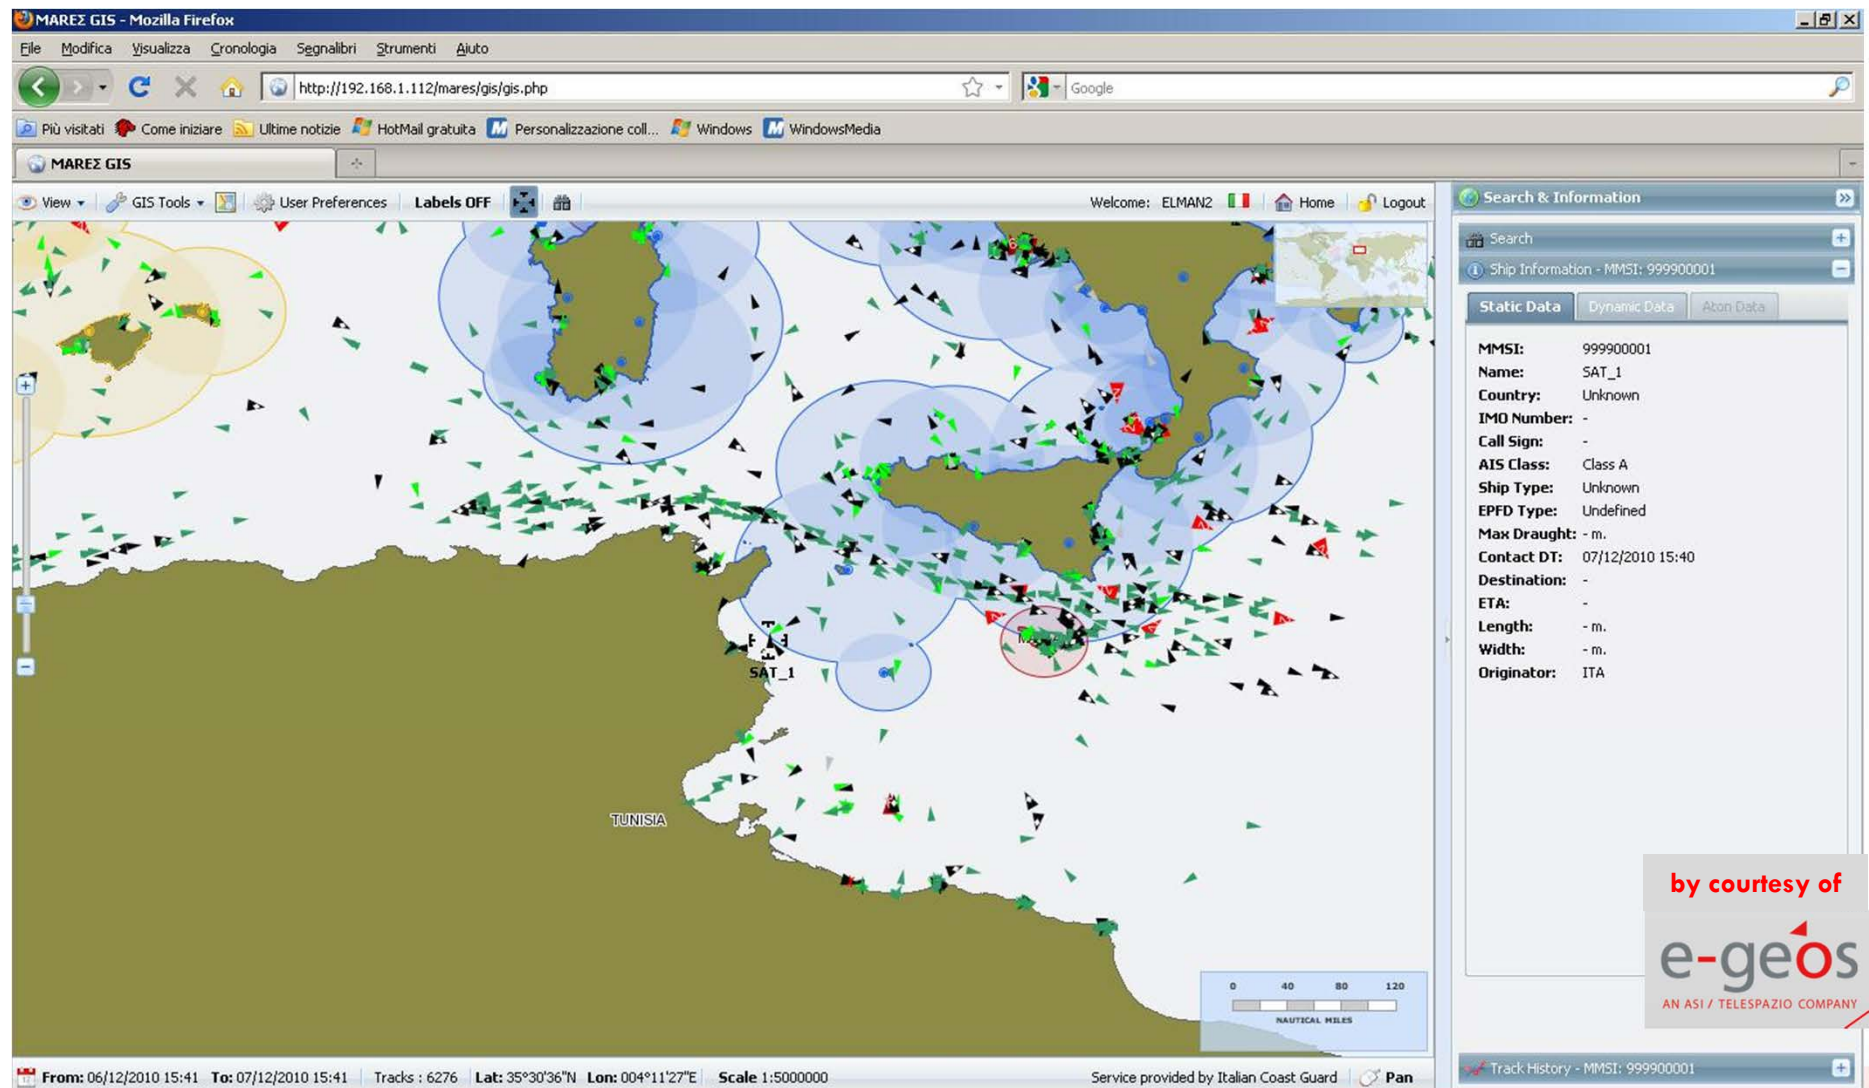 MAREΣ GIS - Mozilla Firefox
File Modifica Visualizza Cronologia Segnalibri Strumenti Aiuto
http://192.168.1.112/mares/gis/gis.php
Google
Più visitati Come iniziare Ultime notizie HotMail gratuita Personalizzazione coll... Windows WindowsMedia
MAREΣ GIS
View GIS Tools User Preferences Labels OFF Welcome: ELMAN2 Home Logout
SAT_1
TUNISIA
0 40 80 120
NAUTICAL MILES
Search & Information
Search
Ship Information - MMSI: 999900001
Static Data Dynamic Data Aton Data
MMSI: 999900001
Name: SAT_1
Country: Unknown
IMO Number: -
Call Sign: -
AIS Class: Class A
Ship Type: Unknown
EPFD Type: Undefined
Max Draught: - m.
Contact DT: 07/12/2010 15:40
Destination: -
ETA: -
Length: - m.
Width: - m.
Originator: ITA
by courtesy of
e-geos
AN ASI / TELESPAZIO COMPANY
Track History - MMSI: 999900001
From: 06/12/2010 15:41 To: 07/12/2010 15:41 Tracks : 6276 Lat: 35°30'36"N Lon: 004°11'27"E Scale 1:5000000 Service provided by Italian Coast Guard Pan